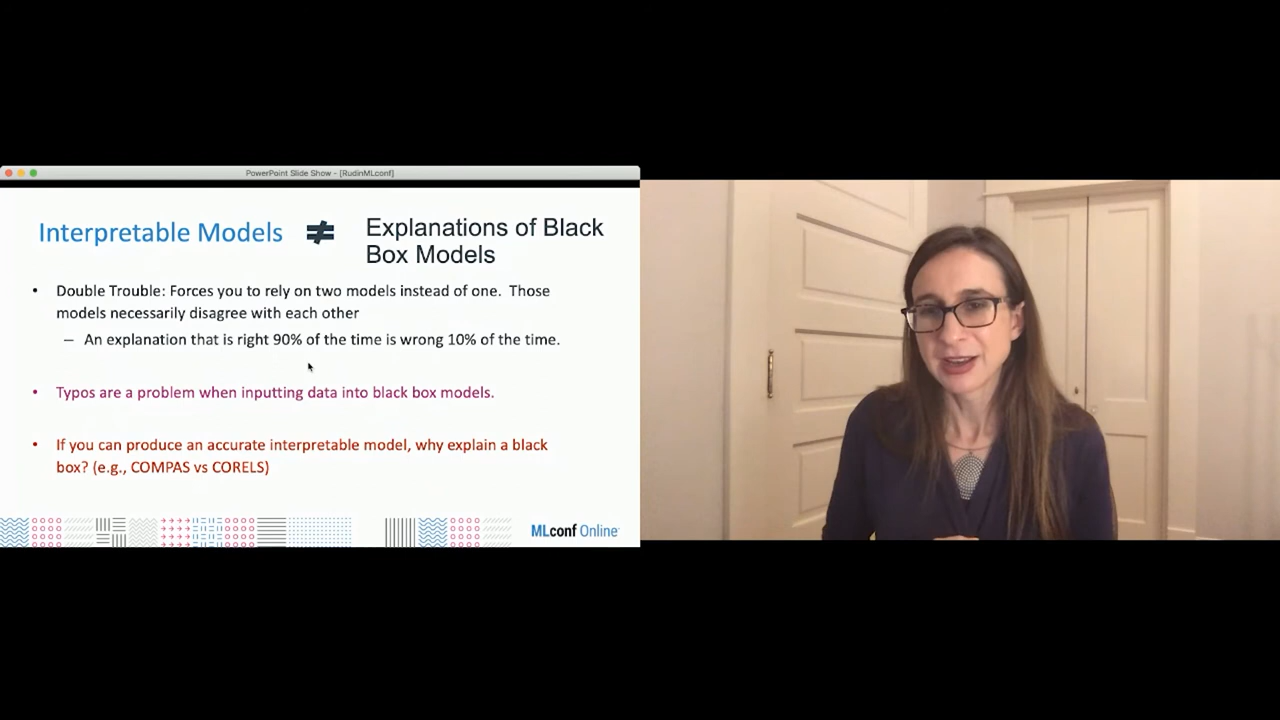 PowerPoint Slide Show - [RudinMLconf]
Interpretable Models ≠ Explanations of Black
Box Models
• Double Trouble: Forces you to rely on two models instead of one. Those
models necessarily disagree with each other
– An explanation that is right 90% of the time is wrong 10% of the time.
• Typos are a problem when inputting data into black box models.
• If you can produce an accurate interpretable model, why explain a black
box? (e.g., COMPAS vs CORELS)
MLconf Online